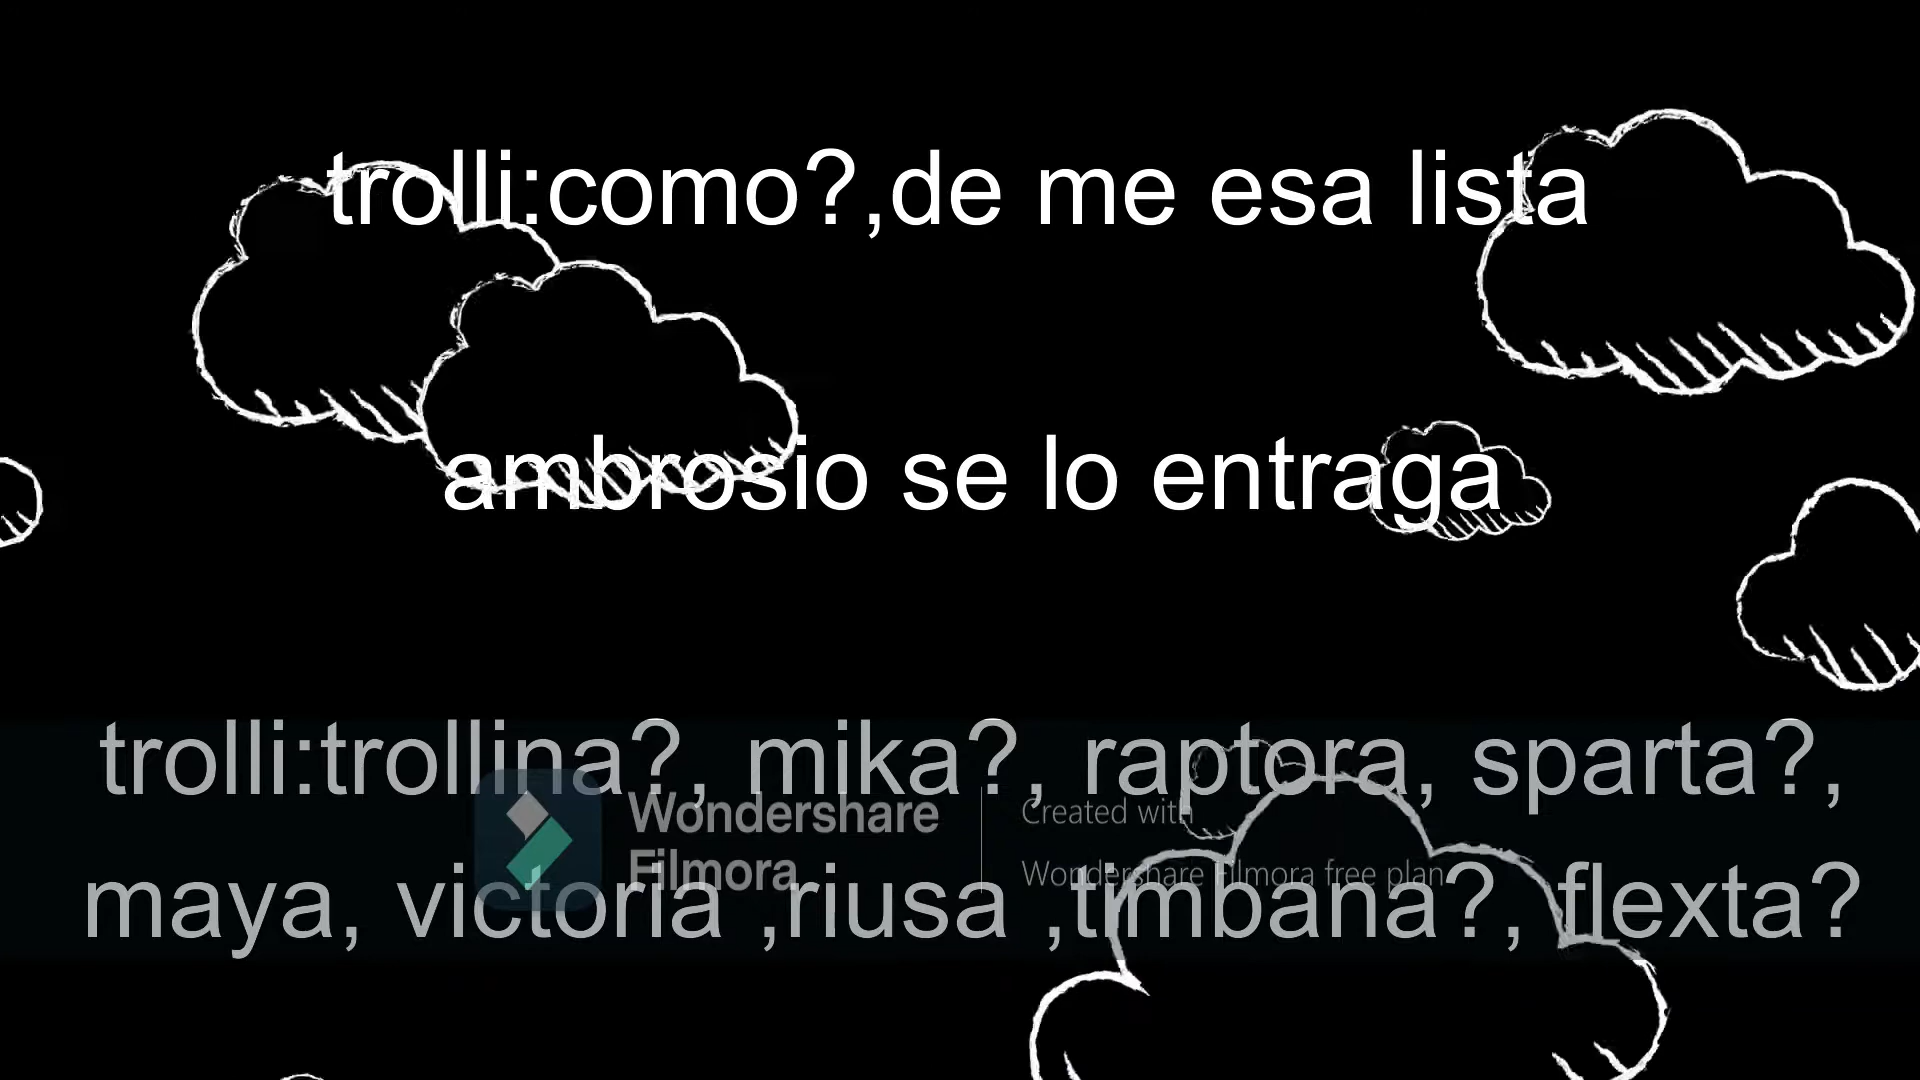 trolli:como?,de me esa lista
ambrosio se lo entraga
trolli:trollina?, mika?, raptora, sparta?,
Wondershare
Filmora
Created with
Wondershare Filmora free plan
maya, victoria ,riusa ,timbana?, flexta?